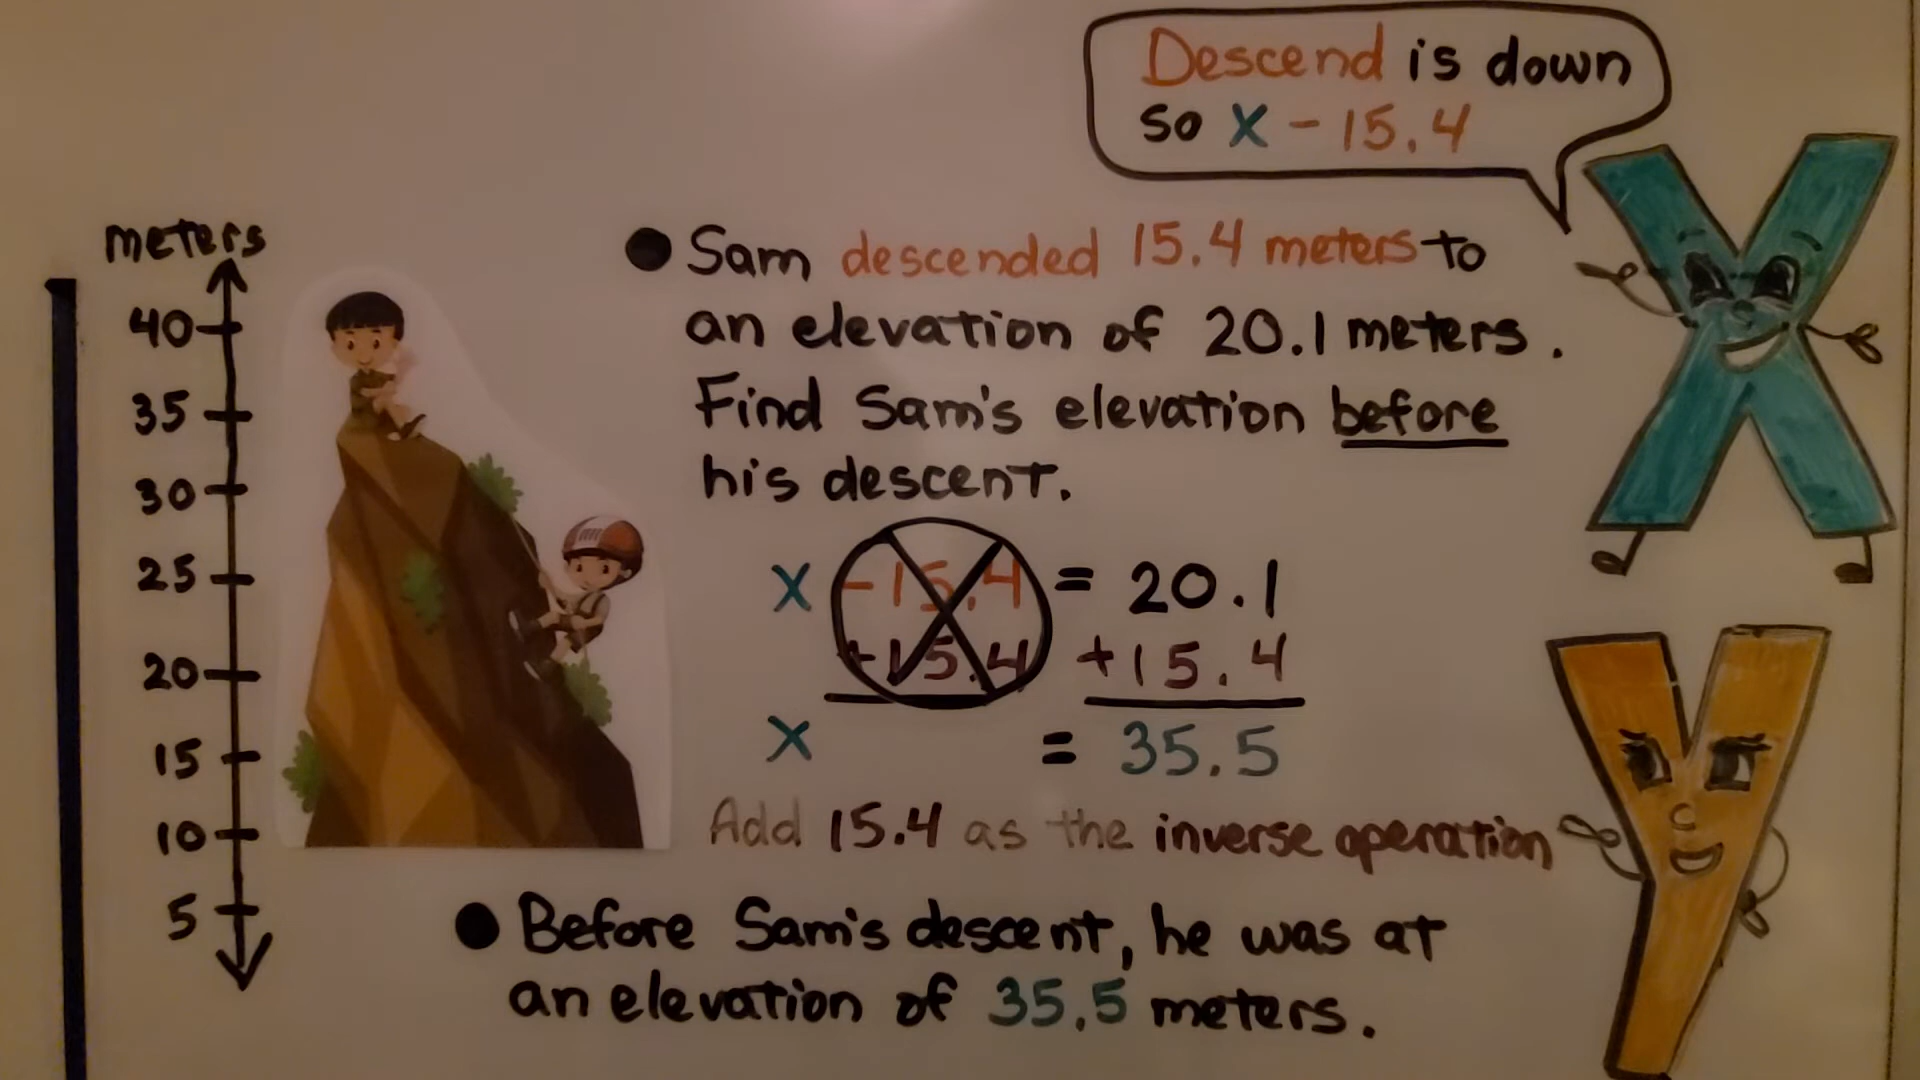 Descend is down
so x - 15.4
meters
40
35
30
25
20
15
10
5
● Sam descended 15.4 meters to
an elevation of 20.1 meters.
Find Sam's elevation before
his descent.
x - 15.4 = 20.1
+15.4 +15.4
x = 35.5
Add 15.4 as the inverse operation
● Before Sam's descent, he was at
an elevation of 35.5 meters.